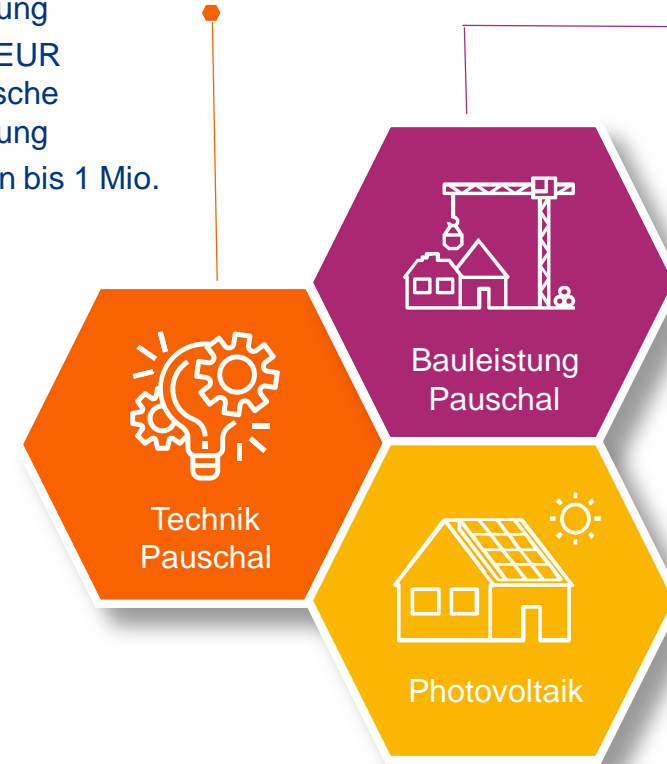 ung
EUR
sche
ung
n bis 1 Mio.
Bauleistung
Pauschal
Technik
Pauschal
Photovoltaik